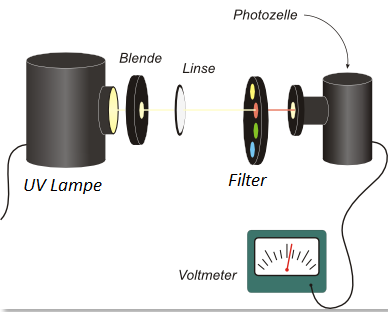 Photozelle
Blende
Linse
UV Lampe
Filter
Voltmeter